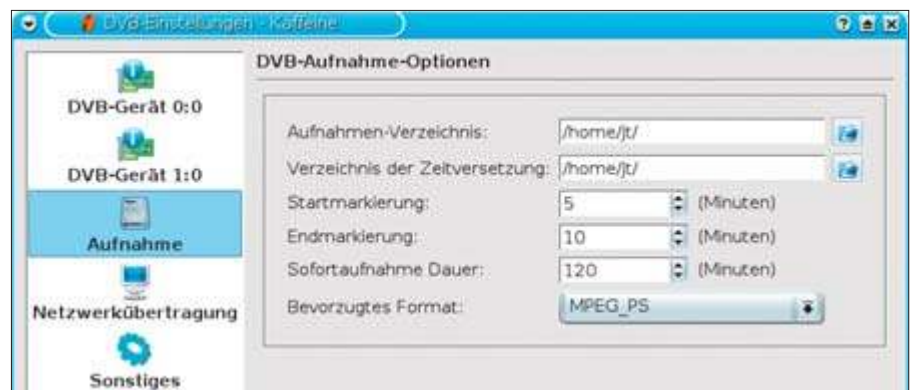 DVB-Einstellungen - Kaffeine
DVB-Gerät 0:0
DVB-Gerät 1:0
Aufnahme
Netzwerkübertragung
Sonstiges
DVB-Aufnahme-Optionen
Aufnahmen-Verzeichnis: /home/jt/
Verzeichnis der Zeitversetzung: /home/jt/
Startmarkierung: 5 (Minuten)
Endmarkierung: 10 (Minuten)
Sofortaufnahme Dauer: 120 (Minuten)
Bevorzugtes Format: MPEG_PS